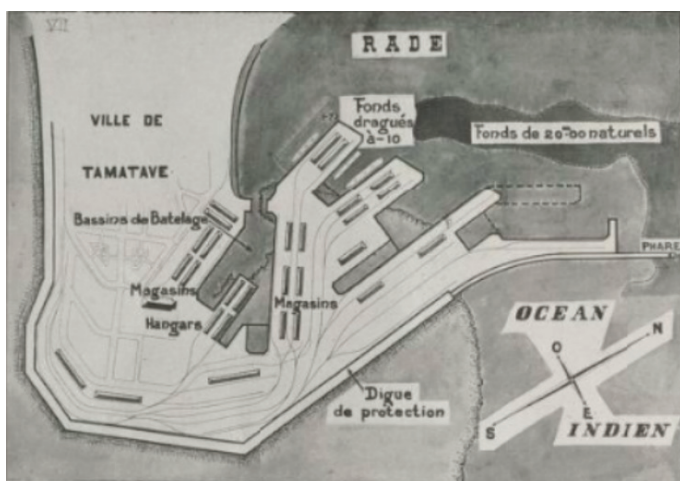 VII
RADE
VILLE DE
TAMATAVE
Fonds
dragués
à-10
Fonds de 20m00 naturels
Bassins de Batelage
Magasins
Hangars
Magasins
PHARE
Digue
de protection
OCEAN
INDIEN
N
O
E
S